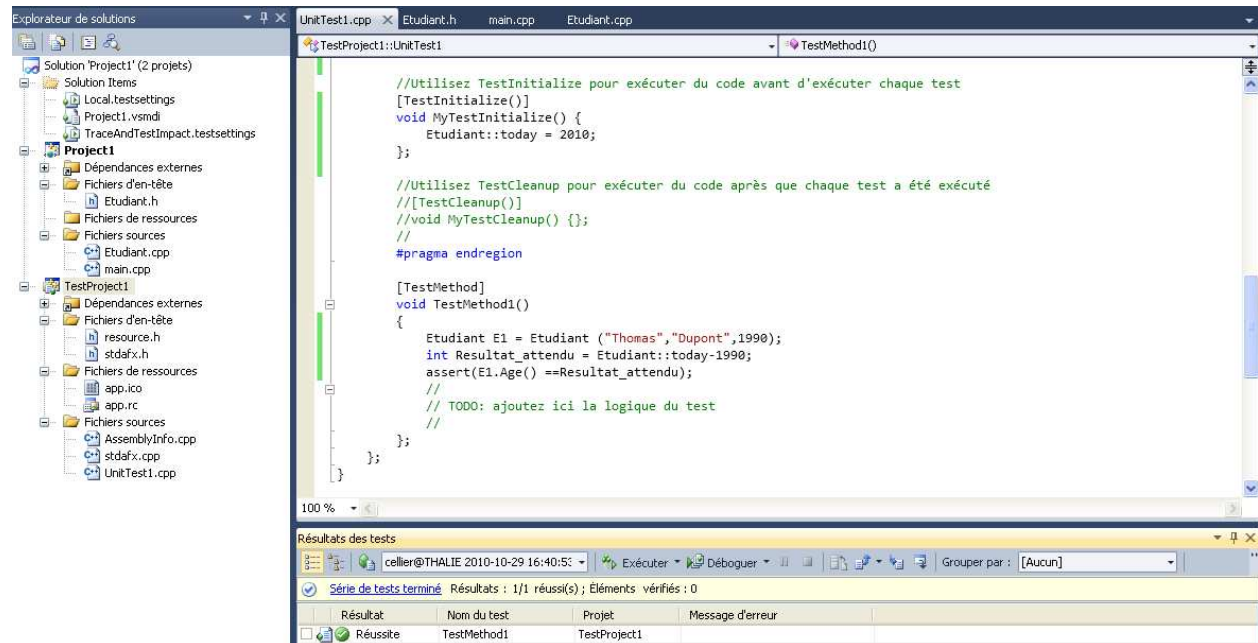 Explorateur de solutions
Solution 'Project1' (2 projets)
Solution Items
Local.testsettings
Project1.vsmdi
TraceAndTestImpact.testsettings
Project1
Dépendances externes
Fichiers d'en-tête
Etudiant.h
Fichiers de ressources
Fichiers sources
Etudiant.cpp
main.cpp
TestProject1
Dépendances externes
Fichiers d'en-tête
resource.h
stdafx.h
Fichiers de ressources
app.ico
app.rc
Fichiers sources
AssemblyInfo.cpp
stdafx.cpp
UnitTest1.cpp
UnitTest1.cpp Etudiant.h main.cpp Etudiant.cpp
TestProject1::UnitTest1 TestMethod1()
//Utilisez TestInitialize pour exécuter du code avant d'exécuter chaque test
[TestInitialize()]
void MyTestInitialize() {
Etudiant::today = 2010;
};
//Utilisez TestCleanup pour exécuter du code après que chaque test a été exécuté
//[TestCleanup()]
//void MyTestCleanup() {};
//
#pragma endregion
[TestMethod]
void TestMethod1()
{
Etudiant E1 = Etudiant ("Thomas","Dupont",1990);
int Resultat_attendu = Etudiant::today-1990;
assert(E1.Age() ==Resultat_attendu);
//
// TODO: ajoutez ici la logique du test
//
};
};
}
100 %
Résultats des tests
cellier@THALIE 2010-10-29 16:40:53 Exécuter Déboguer Grouper par : [Aucun]
Série de tests terminé Résultats : 1/1 réussi(s) ; Éléments vérifiés : 0
Résultat Nom du test Projet Message d'erreur
Réussite TestMethod1 TestProject1